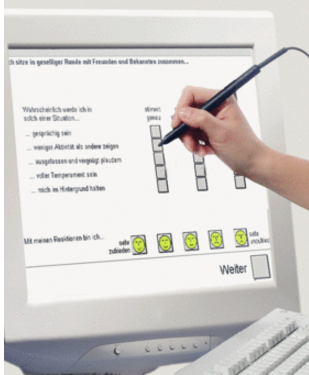 ch sitze in geselliger Runde mit Freunden und Bekannten zusammen...
Wahrscheinlich werde ich in
solch einer Situation...
stimmt
genau
... gesprächig sein
... weniger Aktivität als andere zeigen
... ausgelassen und vergnügt plaudern
... voller Temperament sein
... mich im Hintergrund halten
Mit meinen Reaktionen bin ich...
sehr
zufrieden
sehr
unzufried
Weiter